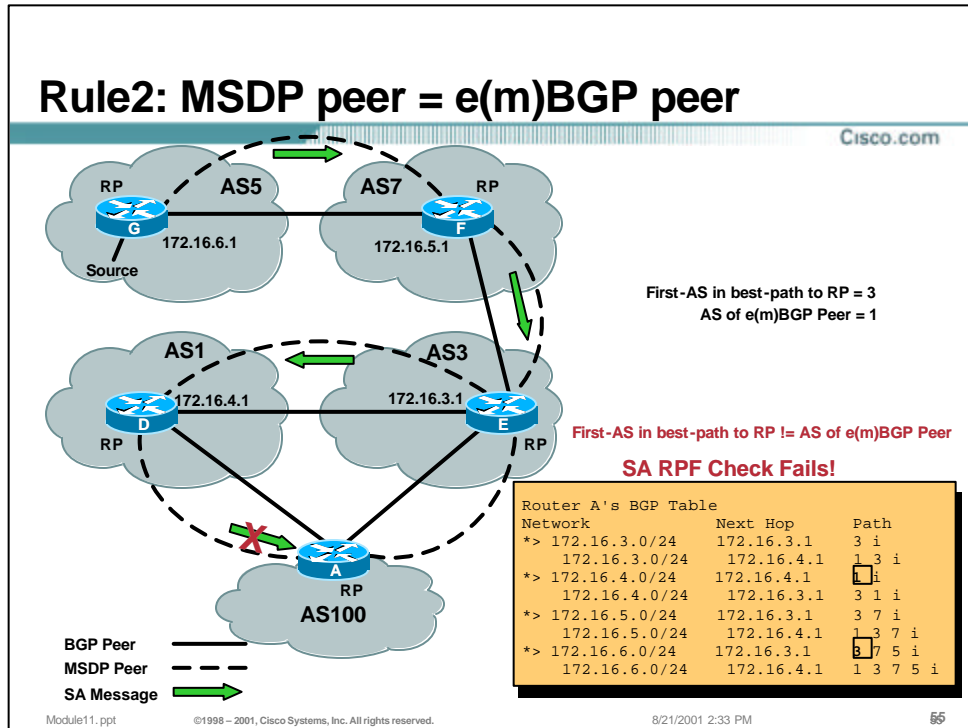 Rule2: MSDP peer = e(m)BGP peer
Cisco.com
RP
AS5
AS7
RP
G
F
172.16.6.1
172.16.5.1
Source
First-AS in best-path to RP = 3
AS of e(m)BGP Peer = 1
AS1
AS3
172.16.4.1
172.16.3.1
D
E
RP
RP
First-AS in best-path to RP != AS of e(m)BGP Peer
SA RPF Check Fails!
Router A's BGP Table
Network Next Hop Path
*> 172.16.3.0/24 172.16.3.1 3 i
172.16.3.0/24 172.16.4.1 1 3 i
*> 172.16.4.0/24 172.16.4.1 1 i
172.16.4.0/24 172.16.3.1 3 1 i
*> 172.16.5.0/24 172.16.3.1 3 7 i
172.16.5.0/24 172.16.4.1 1 3 7 i
*> 172.16.6.0/24 172.16.3.1 3 7 5 i
172.16.6.0/24 172.16.4.1 1 3 7 5 i
X
A
RP
AS100
BGP Peer
MSDP Peer
SA Message
Module11.ppt
©1998 – 2001, Cisco Systems, Inc. All rights reserved.
8/21/2001 2:33 PM
55